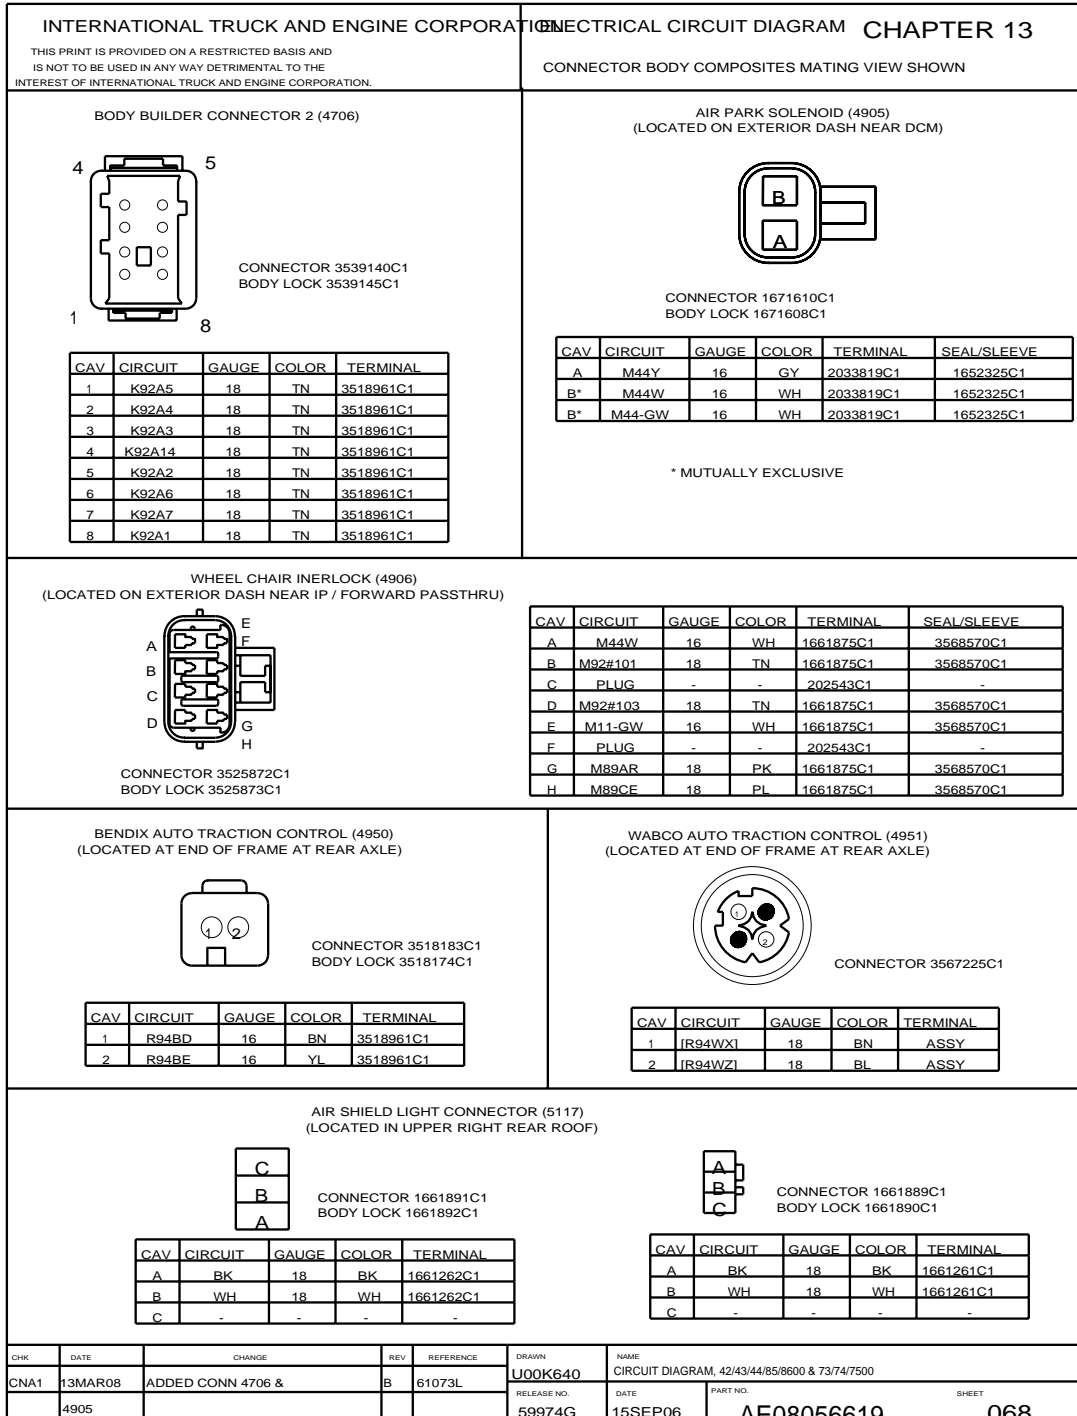 INTERNATIONAL TRUCK AND ENGINE CORPORATION
THIS PRINT IS PROVIDED ON A RESTRICTED BASIS AND
IS NOT TO BE USED IN ANY WAY DETRIMENTAL TO THE
INTEREST OF INTERNATIONAL TRUCK AND ENGINE CORPORATION.
ELECTRICAL CIRCUIT DIAGRAM CHAPTER 13
CONNECTOR BODY COMPOSITES MATING VIEW SHOWN
BODY BUILDER CONNECTOR 2 (4706)
4 5
CONNECTOR 3539140C1
BODY LOCK 3539145C1
1 8
CAV CIRCUIT GAUGE COLOR TERMINAL
1 K92A5 18 TN 3518961C1
2 K92A4 18 TN 3518961C1
3 K92A3 18 TN 3518961C1
4 K92A14 18 TN 3518961C1
5 K92A2 18 TN 3518961C1
6 K92A6 18 TN 3518961C1
7 K92A7 18 TN 3518961C1
8 K92A1 18 TN 3518961C1
AIR PARK SOLENOID (4905)
(LOCATED ON EXTERIOR DASH NEAR DCM)
B
A
CONNECTOR 1671610C1
BODY LOCK 1671608C1
CAV CIRCUIT GAUGE COLOR TERMINAL SEAL/SLEEVE
A M44Y 16 GY 2033819C1 1652325C1
B* M44W 16 WH 2033819C1 1652325C1
B* M44-GW 16 WH 2033819C1 1652325C1
* MUTUALLY EXCLUSIVE
WHEEL CHAIR INERLOCK (4906)
(LOCATED ON EXTERIOR DASH NEAR IP / FORWARD PASSTHRU)
E
A F
B
C
D G
H
CONNECTOR 3525872C1
BODY LOCK 3525873C1
CAV CIRCUIT GAUGE COLOR TERMINAL SEAL/SLEEVE
A M44W 16 WH 1661875C1 3568570C1
B M92#101 18 TN 1661875C1 3568570C1
C PLUG - - 202543C1 -
D M92#103 18 TN 1661875C1 3568570C1
E M11-GW 16 WH 1661875C1 3568570C1
F PLUG - - 202543C1 -
G M89AR 18 PK 1661875C1 3568570C1
H M89CE 18 PL 1661875C1 3568570C1
BENDIX AUTO TRACTION CONTROL (4950)
(LOCATED AT END OF FRAME AT REAR AXLE)
1 2
CONNECTOR 3518183C1
BODY LOCK 3518174C1
CAV CIRCUIT GAUGE COLOR TERMINAL
1 R94BD 16 BN 3518961C1
2 R94BE 16 YL 3518961C1
WABCO AUTO TRACTION CONTROL (4951)
(LOCATED AT END OF FRAME AT REAR AXLE)
1
2
CONNECTOR 3567225C1
CAV CIRCUIT GAUGE COLOR TERMINAL
1 [R94WX] 18 BN ASSY
2 [R94WZ] 18 BL ASSY
AIR SHIELD LIGHT CONNECTOR (5117)
(LOCATED IN UPPER RIGHT REAR ROOF)
C
B
A
CONNECTOR 1661891C1
BODY LOCK 1661892C1
CAV CIRCUIT GAUGE COLOR TERMINAL
A BK 18 BK 1661262C1
B WH 18 WH 1661262C1
C - - - -
A
B
C
CONNECTOR 1661889C1
BODY LOCK 1661890C1
CAV CIRCUIT GAUGE COLOR TERMINAL
A BK 18 BK 1661261C1
B WH 18 WH 1661261C1
C - - - -
CHK DATE CHANGE REV REFERENCE
CNA1 13MAR08 ADDED CONN 4706 & B 61073L
4905
DRAWN NAME
U00K640 CIRCUIT DIAGRAM, 42/43/44/85/8600 & 73/74/7500
RELEASE NO. DATE PART NO. SHEET
59974G 15SEP06 AE08056619 068